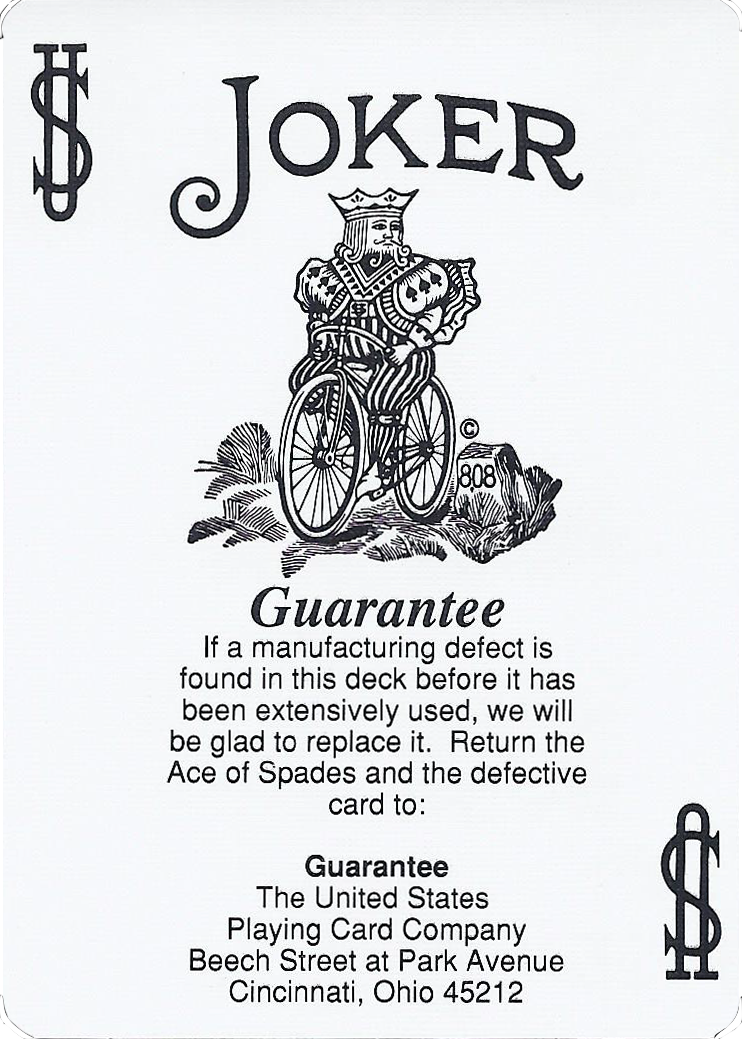 US
JOKER
©
808
Guarantee
If a manufacturing defect is
found in this deck before it has
been extensively used, we will
be glad to replace it. Return the
Ace of Spades and the defective
card to:
Guarantee
The United States
Playing Card Company
Beech Street at Park Avenue
Cincinnati, Ohio 45212
US